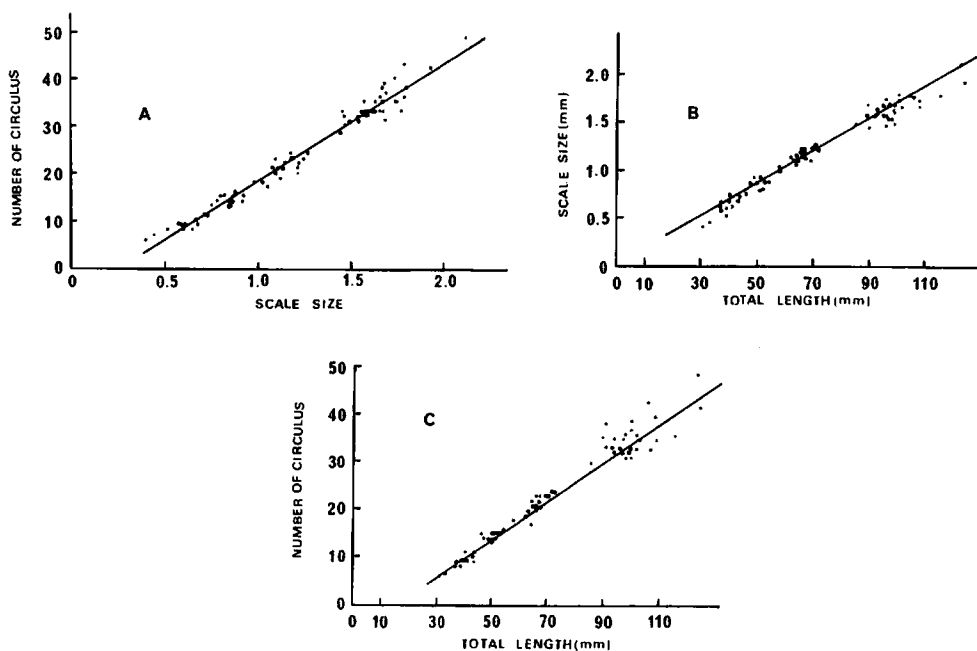 A
NUMBER OF CIRCULUS
50
40
30
20
10
0
0 0.5 1.0 1.5 2.0
SCALE SIZE
B
SCALE SIZE(mm)
2.0
1.5
1.0
0.5
0
0 10 30 50 70 90 110
TOTAL LENGTH(mm)
C
NUMBER OF CIRCULUS
50
40
30
20
10
0
0 10 30 50 70 90 110
TOTAL LENGTH(mm)